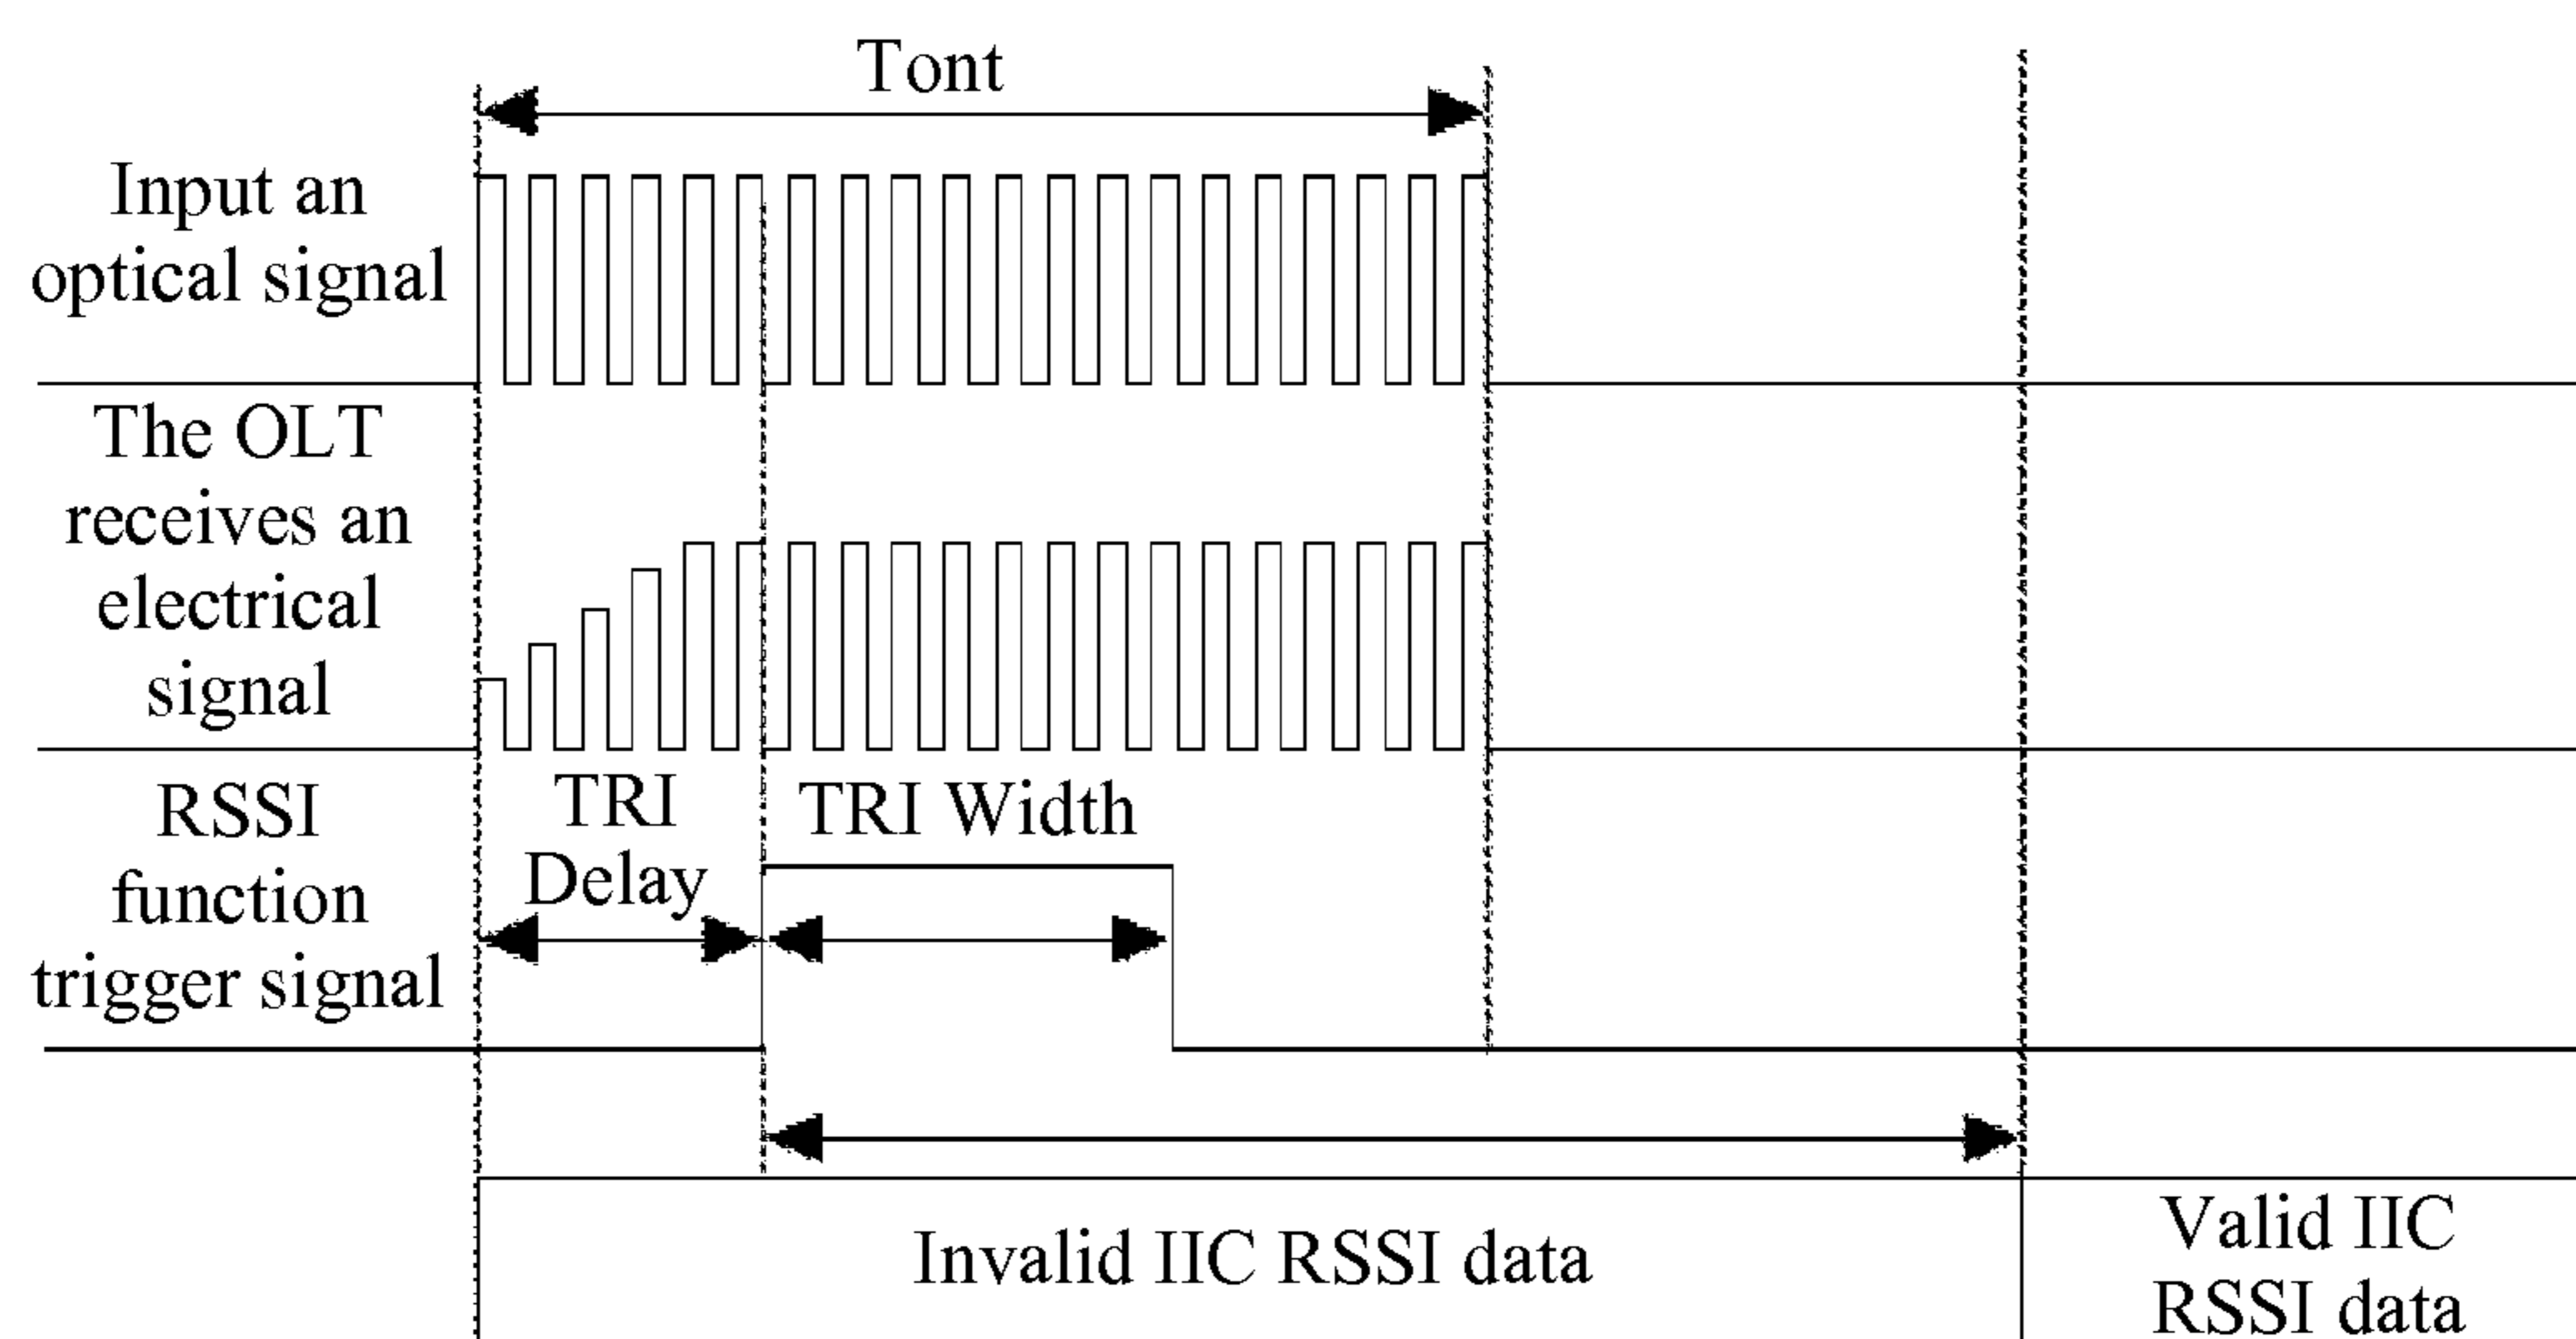 Tont
Input an
optical signal
The OLT
receives an
electrical
signal
RSSI
function
trigger signal
TRI
Delay
TRI Width
Invalid IIC RSSI data
Valid IIC
RSSI data